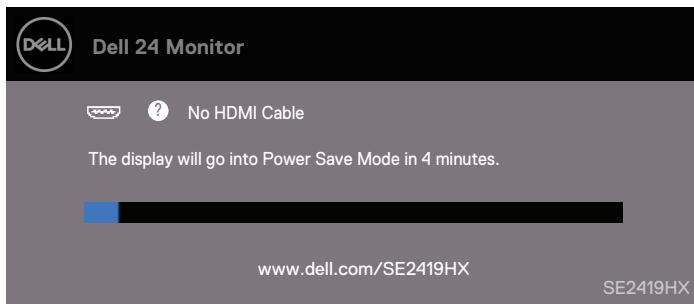 DELL
Dell 24 Monitor
? No HDMI Cable
The display will go into Power Save Mode in 4 minutes.
www.dell.com/SE2419HX
SE2419HX